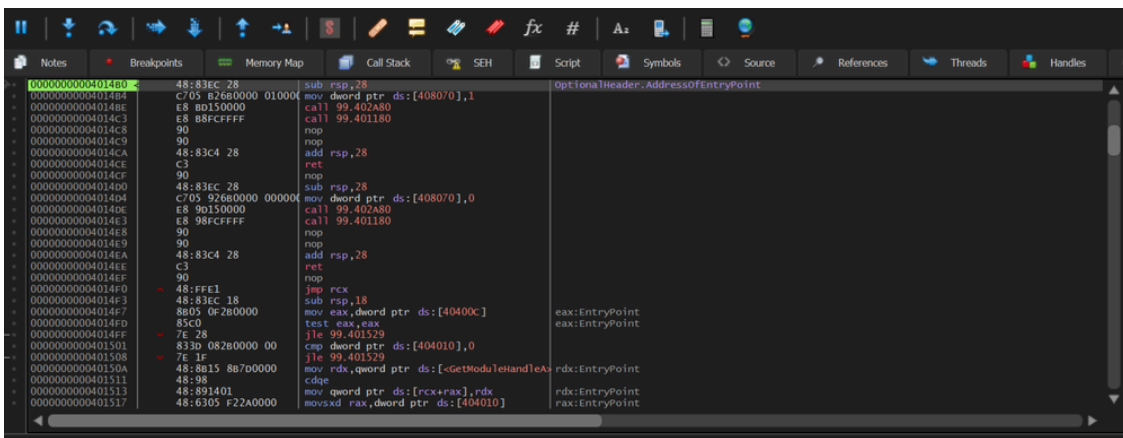 fx # A₂
Notes Breakpoints Memory Map Call Stack SEH Script Symbols Source References Threads Handles
00000000004014B0 < 48:83EC 28 sub rsp,28 OptionalHeader.AddressOfEntryPoint
00000000004014B4 C705 B26B0000 01000 mov dword ptr ds:[408070],1
00000000004014BE E8 BD150000 call 99.402A80
00000000004014C3 E8 B8FCFFFF call 99.401180
00000000004014C8 90 nop
00000000004014C9 90 nop
00000000004014CA 48:83C4 28 add rsp,28
00000000004014CE C3 ret
00000000004014CF 90 nop
00000000004014D0 48:83EC 28 sub rsp,28
00000000004014D4 C705 926B0000 00000 mov dword ptr ds:[408070],0
00000000004014DE E8 9D150000 call 99.402A80
00000000004014E3 E8 98FCFFFF call 99.401180
00000000004014E8 90 nop
00000000004014E9 90 nop
00000000004014EA 48:83C4 28 add rsp,28
00000000004014EE C3 ret
00000000004014EF 90 nop
00000000004014F0 48:FFE1 jmp rcx
00000000004014F3 48:83EC 18 sub rsp,18
00000000004014F7 8B05 0F2B0000 mov eax,dword ptr ds:[40400C] eax:EntryPoint
00000000004014FD 85C0 test eax,eax eax:EntryPoint
00000000004014FF 7E 28 jle 99.401529
0000000000401501 833D 082B0000 00 cmp dword ptr ds:[404010],0
0000000000401508 7E 1F jle 99.401529
000000000040150A 48:8B15 8B7D0000 mov rdx,qword ptr ds:[<GetModuleHandleA> rdx:EntryPoint
0000000000401511 48:98 cdqe
0000000000401513 48:891401 mov qword ptr ds:[rcx+rax],rdx rdx:EntryPoint
0000000000401517 48:6305 F22A0000 movsxd rax,dword ptr ds:[404010] rax:EntryPoint